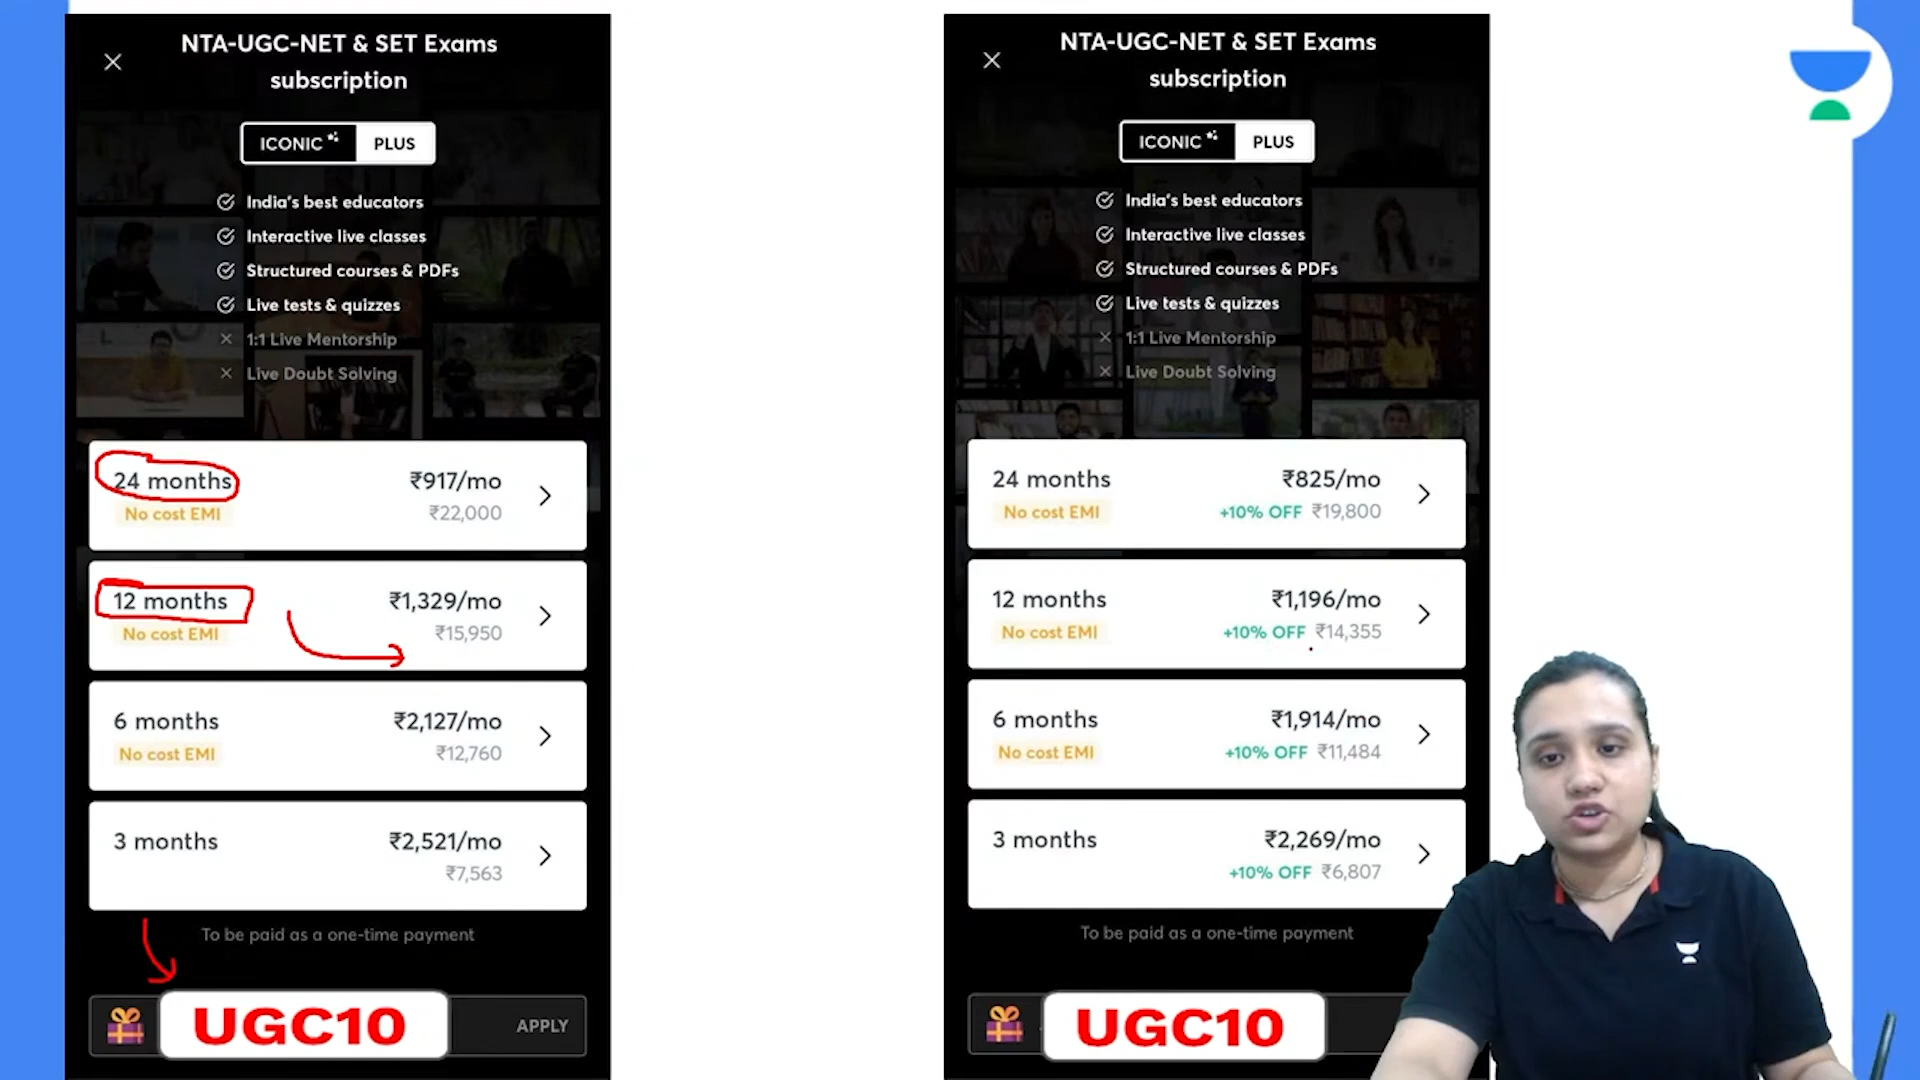 NTA-UGC-NET & SET Exams
subscription
ICONIC PLUS
India's best educators
Interactive live classes
Structured courses & PDFs
Live tests & quizzes
1:1 Live Mentorship
Live Doubt Solving
24 months ₹917/mo
No cost EMI ₹22,000
12 months ₹1,329/mo
No cost EMI ₹15,950
6 months ₹2,127/mo
No cost EMI ₹12,760
3 months ₹2,521/mo
₹7,563
To be paid as a one-time payment
UGC10 APPLY
NTA-UGC-NET & SET Exams
subscription
ICONIC PLUS
India's best educators
Interactive live classes
Structured courses & PDFs
Live tests & quizzes
1:1 Live Mentorship
Live Doubt Solving
24 months ₹825/mo
No cost EMI +10% OFF ₹19,800
12 months ₹1,196/mo
No cost EMI +10% OFF ₹14,355
6 months ₹1,914/mo
No cost EMI +10% OFF ₹11,484
3 months ₹2,269/mo
+10% OFF ₹6,807
To be paid as a one-time payment
UGC10